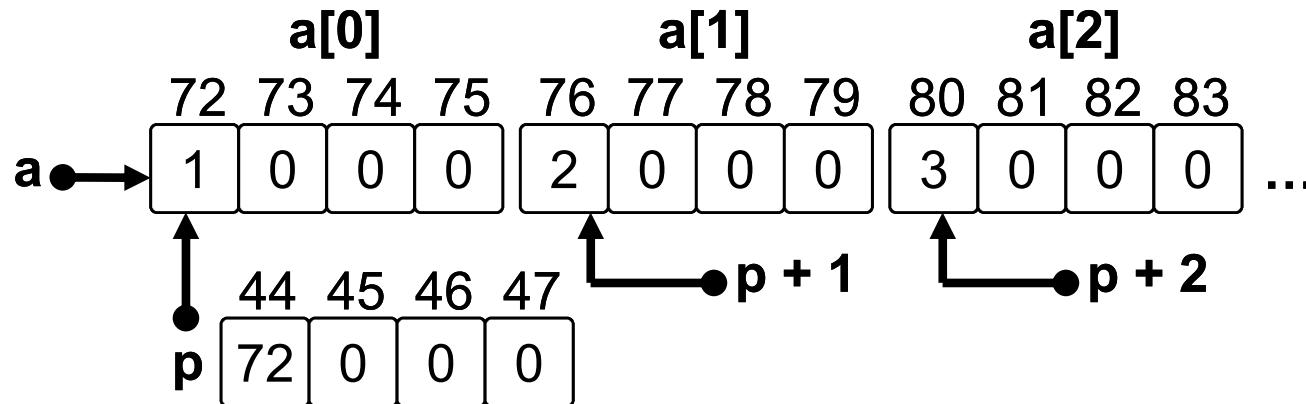 a[0] a[1] a[2]
72 73 74 75 76 77 78 79 80 81 82 83
a 1 0 0 0 2 0 0 0 3 0 0 0 ...
44 45 46 47 p + 1 p + 2
p 72 0 0 0